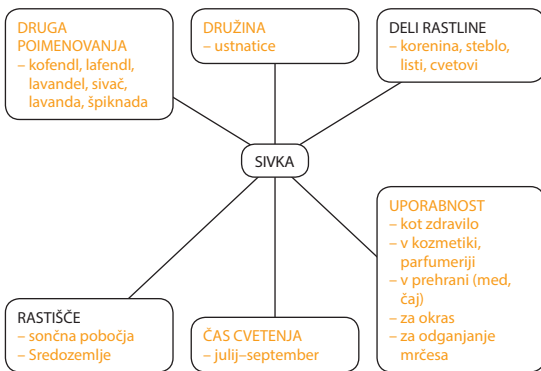 DRUGA
POIMENOVANJA
– kofendl, lafendl,
lavandel, sivač,
lavanda, špiknada
DRUŽINA
– ustnatice
DELI RASTLINE
– korenina, steblo,
listi, cvetovi
SIVKA
RASTIŠČE
– sončna pobočja
– Sredozemlje
ČAS CVETENJA
– julij–september
UPORABNOST
– kot zdravilo
– v kozmetiki,
parfumeriji
– v prehrani (med,
čaj)
– za okras
– za odganjanje
mrčesa